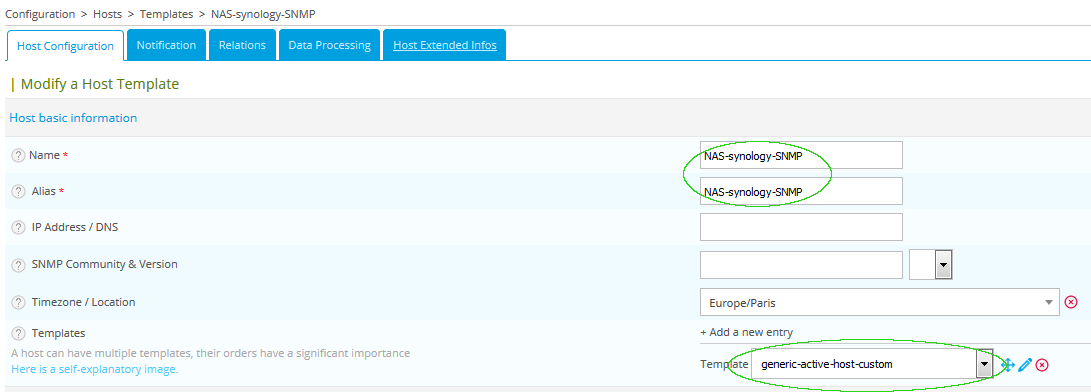 Configuration > Hosts > Templates > NAS-synology-SNMP
Host Configuration Notification Relations Data Processing Host Extended Infos
| Modify a Host Template
Host basic information
? Name * NAS-synology-SNMP
? Alias * NAS-synology-SNMP
? IP Address / DNS
? SNMP Community & Version
? Timezone / Location Europe/Paris
? Templates + Add a new entry
A host can have multiple templates, their orders have a significant importance
Here is a self-explanatory image. Template generic-active-host-custom